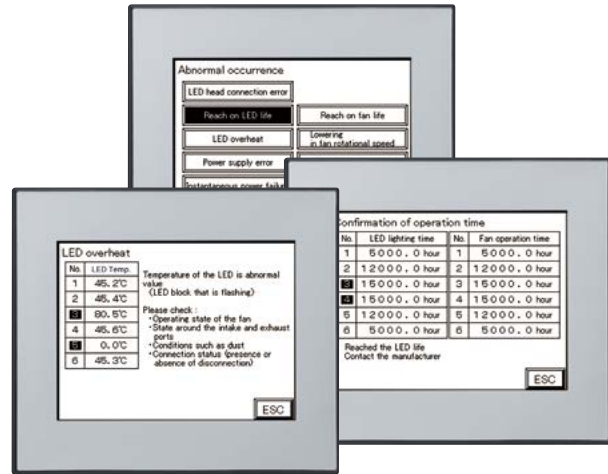 Abnormal occurrence
LED head connection error
Reach on LED life
Reach on fan life
LED overheat
Lowering
in fan rotational speed
Power supply error
Instantaneous power failure
LED overheat
No. LED Temp.
1 45.2℃
2 45.4℃
3 80.5℃
4 45.6℃
5 0.0℃
6 45.3℃
Temperature of the LED is abnormal
value
(LED block that is flashing)
Please check :
・Operating state of the fan
・State around the intake and exhaust
ports
・Conditions such as dust
・Connection status (presence or
absence of disconnection)
ESC
Confirmation of operation time
No. LED lighting time No. Fan operation time
1 5000.0 hour 1 5000.0 hour
2 12000.0 hour 2 12000.0 hour
3 15000.0 hour 3 15000.0 hour
4 15000.0 hour 4 15000.0 hour
5 12000.0 hour 5 12000.0 hour
6 5000.0 hour 6 5000.0 hour
Reached the LED life
Contact the manufacturer
ESC